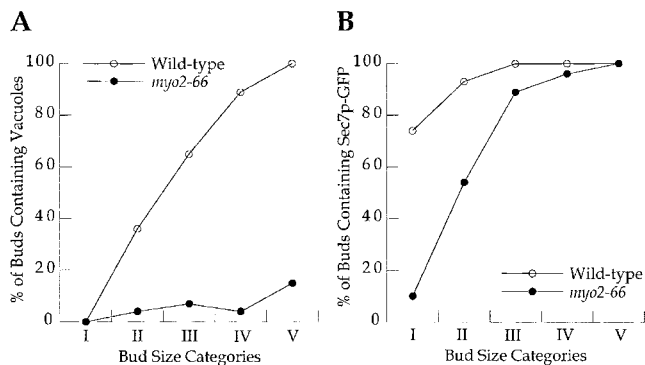 A
% of Buds Containing Vacuoles
100
80
60
40
20
0
Wild-type
myo2-66
I II III IV V
Bud Size Categories
B
% of Buds Containing Sec7p-GFP
100
80
60
40
20
0
Wild-type
myo2-66
I II III IV V
Bud Size Categories